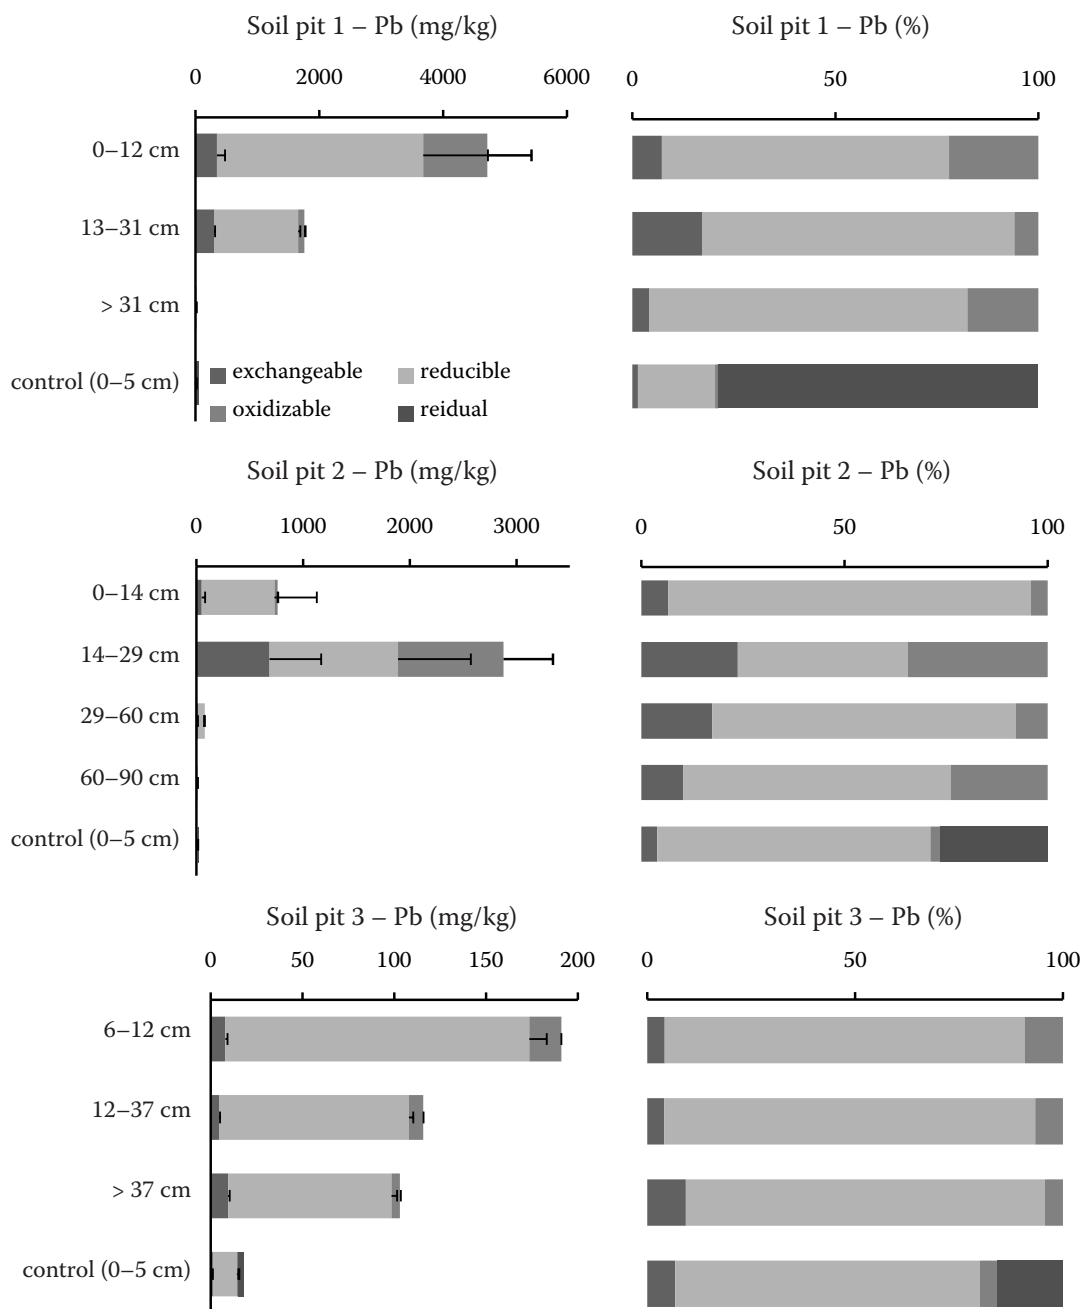 Soil pit 1 – Pb (mg/kg)
Soil pit 1 – Pb (%)
0 2000 4000 6000
0 50 100
0–12 cm
13–31 cm
> 31 cm
control (0–5 cm)
exchangeable reducible
oxidizable reidual
Soil pit 2 – Pb (mg/kg)
Soil pit 2 – Pb (%)
0 1000 2000 3000
0 50 100
0–14 cm
14–29 cm
29–60 cm
60–90 cm
control (0–5 cm)
Soil pit 3 – Pb (mg/kg)
Soil pit 3 – Pb (%)
0 50 100 150 200
0 50 100
6–12 cm
12–37 cm
> 37 cm
control (0–5 cm)